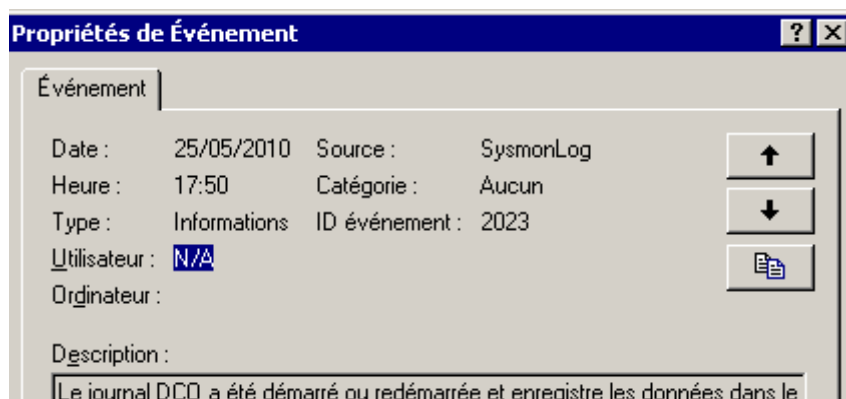 Propriétés de Événement
Événement
Date : 25/05/2010 Source : SysmonLog
Heure : 17:50 Catégorie : Aucun
Type : Informations ID événement : 2023
Utilisateur : N/A
Ordinateur :
Description :
Le journal DCO a été démarré ou redémarrée et enregistre les données dans le